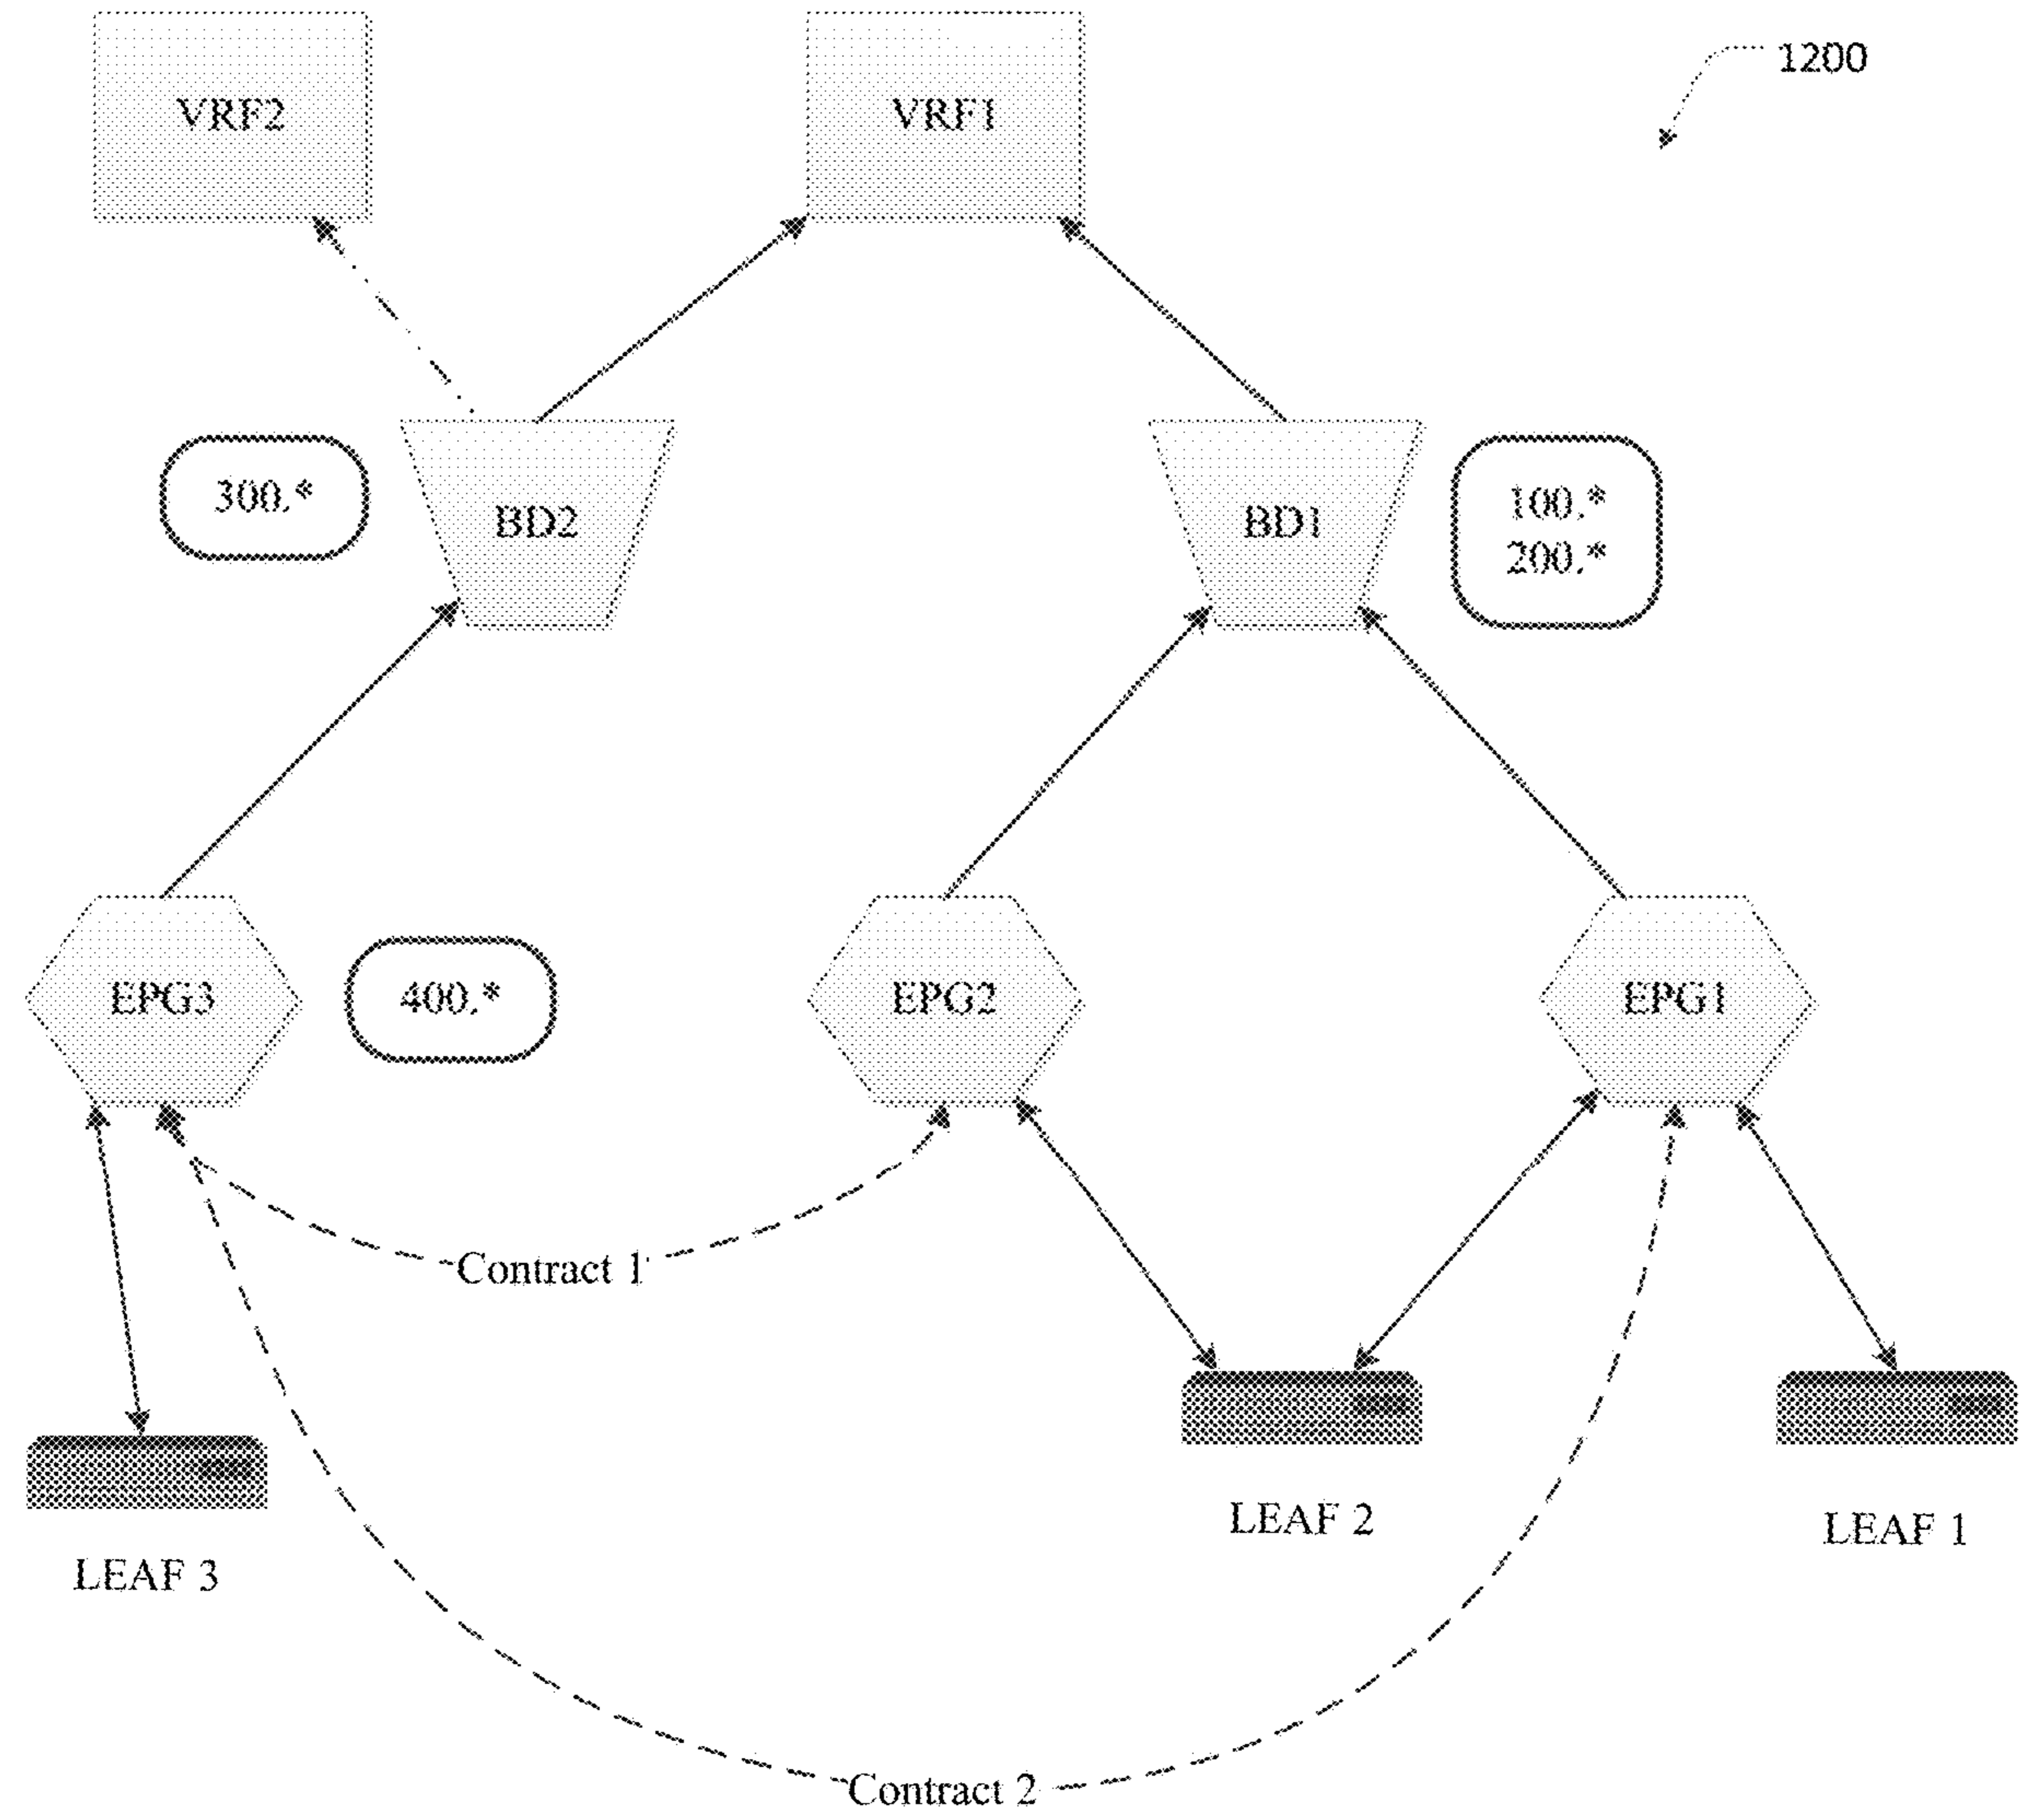 1200
VRF2
VRF1
300.*
BD2
BD1
100.*
200.*
EPG3
400.*
EPG2
EPG1
Contract 1
LEAF 3
LEAF 2
LEAF 1
Contract 2